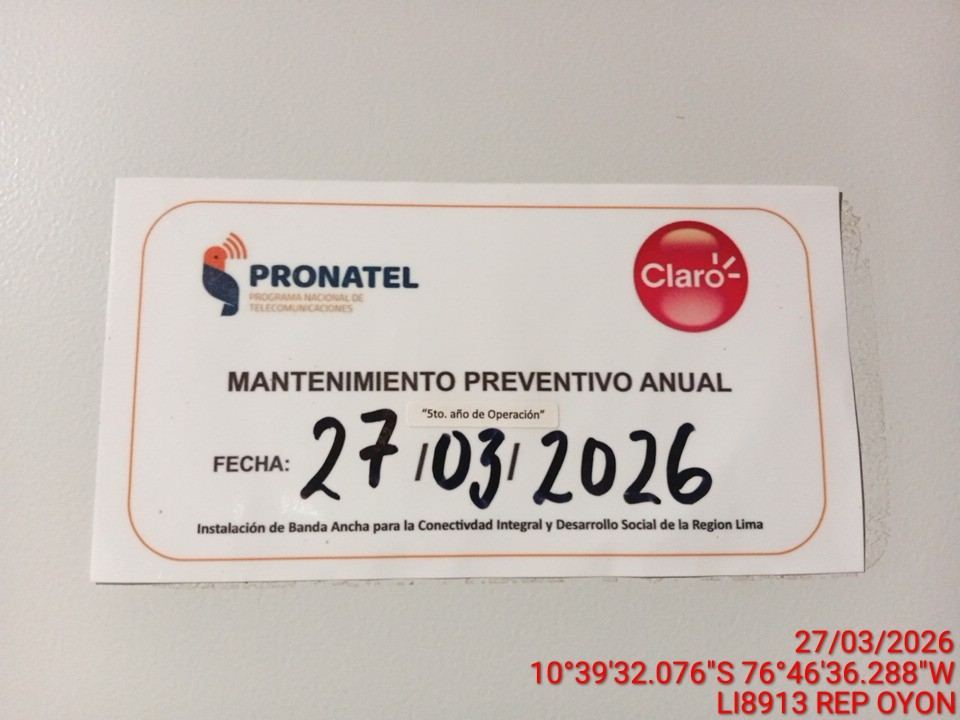 PRONATEL
PROGRAMA NACIONAL DE
TELECOMUNICACIONES
Claro
MANTENIMIENTO PREVENTIVO ANUAL
"5to. año de Operación"
FECHA: 27/03/2026
Instalación de Banda Ancha para la Conectivdad Integral y Desarrollo Social de la Region Lima
27/03/2026
10°39'32.076"S 76°46'36.288"W
LI8913 REP OYON